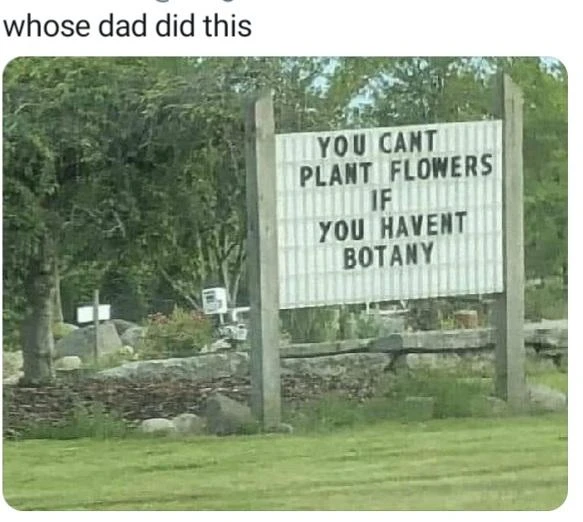 whose dad did this
YOU CANT
PLANT FLOWERS
IF
YOU HAVENT
BOTANY